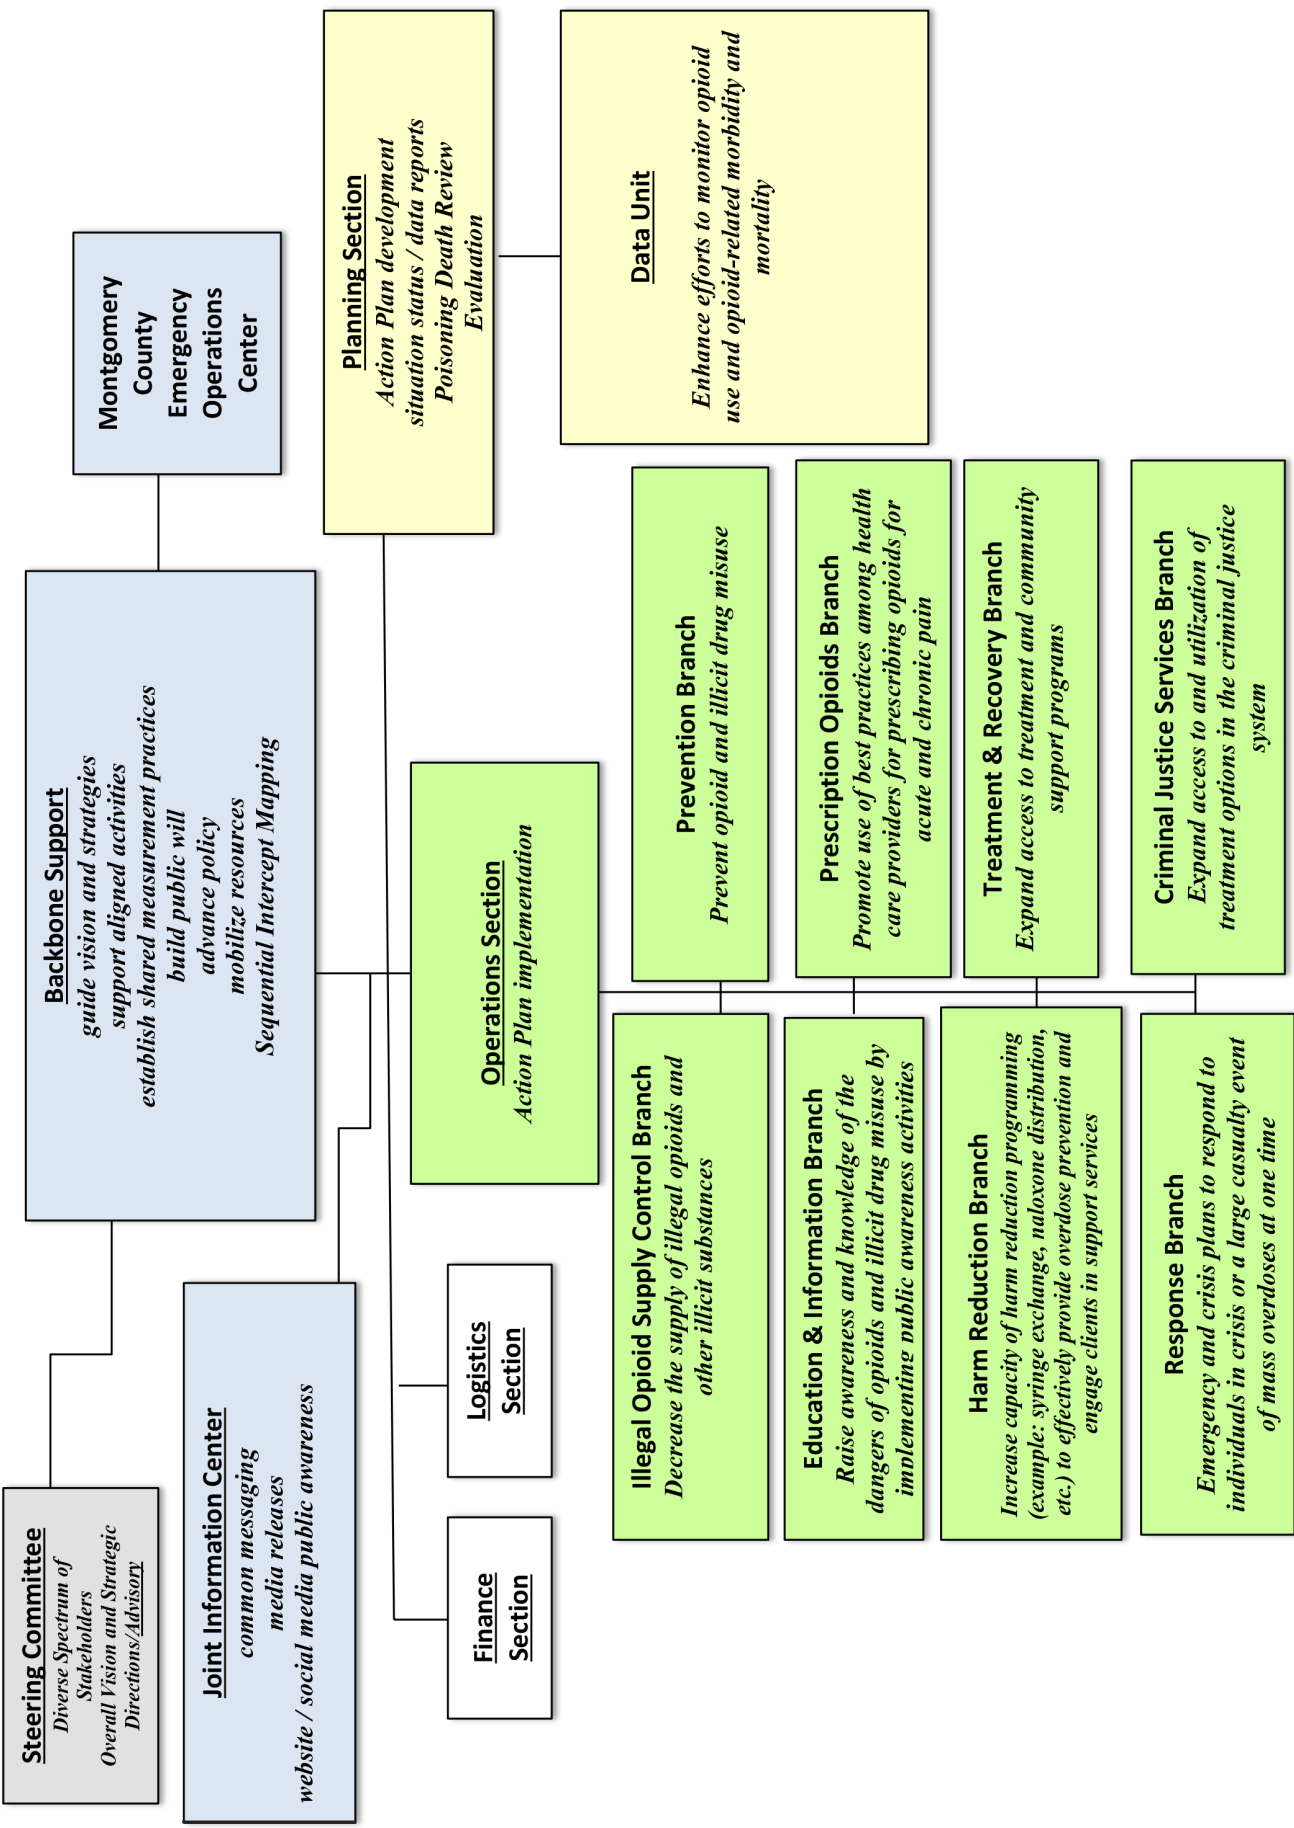 Steering Committee
Diverse Spectrum of
Stakeholders
Overall Vision and Strategic
Directions/Advisory
Backbone Support
guide vision and strategies
support aligned activities
establish shared measurement practices
build public will
advance policy
mobilize resources
Sequential Intercept Mapping
Montgomery
County
Emergency
Operations
Center
Joint Information Center
common messaging
media releases
website / social media public awareness
Planning Section
Action Plan development
situation status / data reports
Poisoning Death Review
Evaluation
Finance
Section
Logistics
Section
Operations Section
Action Plan implementation
Data Unit
Enhance efforts to monitor opioid
use and opioid-related morbidity and
mortality
Illegal Opioid Supply Control Branch
Decrease the supply of illegal opioids and
other illicit substances
Prevention Branch
Prevent opioid and illicit drug misuse
Education & Information Branch
Raise awareness and knowledge of the
dangers of opioids and illicit drug misuse by
implementing public awareness activities
Prescription Opioids Branch
Promote use of best practices among health
care providers for prescribing opioids for
acute and chronic pain
Harm Reduction Branch
Increase capacity of harm reduction programming
(example: syringe exchange, naloxone distribution,
etc.) to effectively provide overdose prevention and
engage clients in support services
Treatment & Recovery Branch
Expand access to treatment and community
support programs
Response Branch
Emergency and crisis plans to respond to
individuals in crisis or a large casualty event
of mass overdoses at one time
Criminal Justice Services Branch
Expand access to and utilization of
treatment options in the criminal justice
system